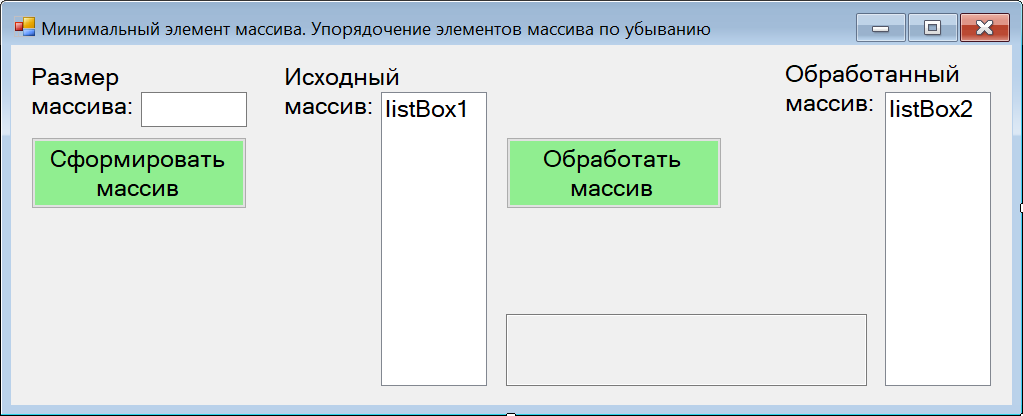 Минимальный элемент массива. Упорядочение элементов массива по убыванию
Размер
массива:
Сформировать
массив
Исходный
массив:
listBox1
Обработать
массив
Обработанный
массив:
listBox2